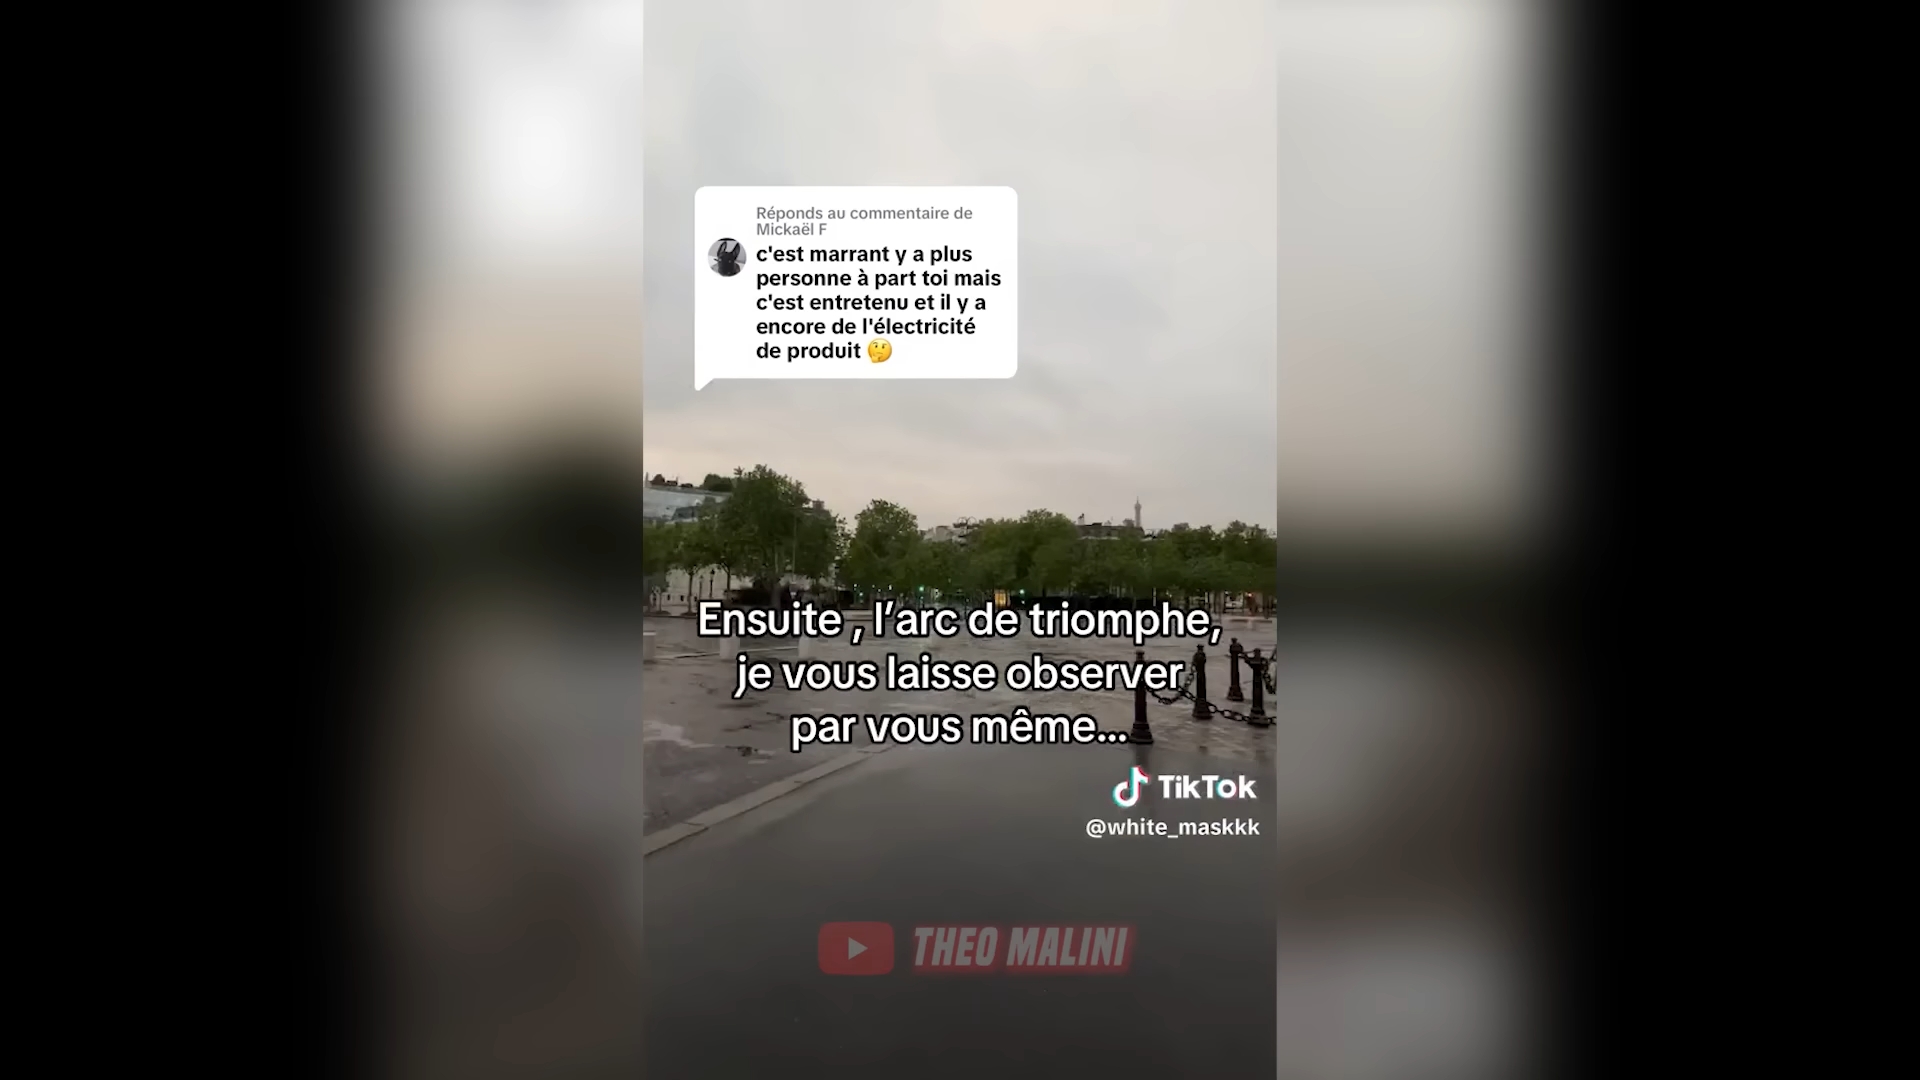 Réponds au commentaire de
Mickaël F
c'est marrant y a plus
personne à part toi mais
c'est entretenu et il y a
encore de l'électricité
de produit 🤔
Ensuite , l’arc de triomphe,
je vous laisse observer
par vous même...
TikTok
@white_maskkk
THEO MALINI